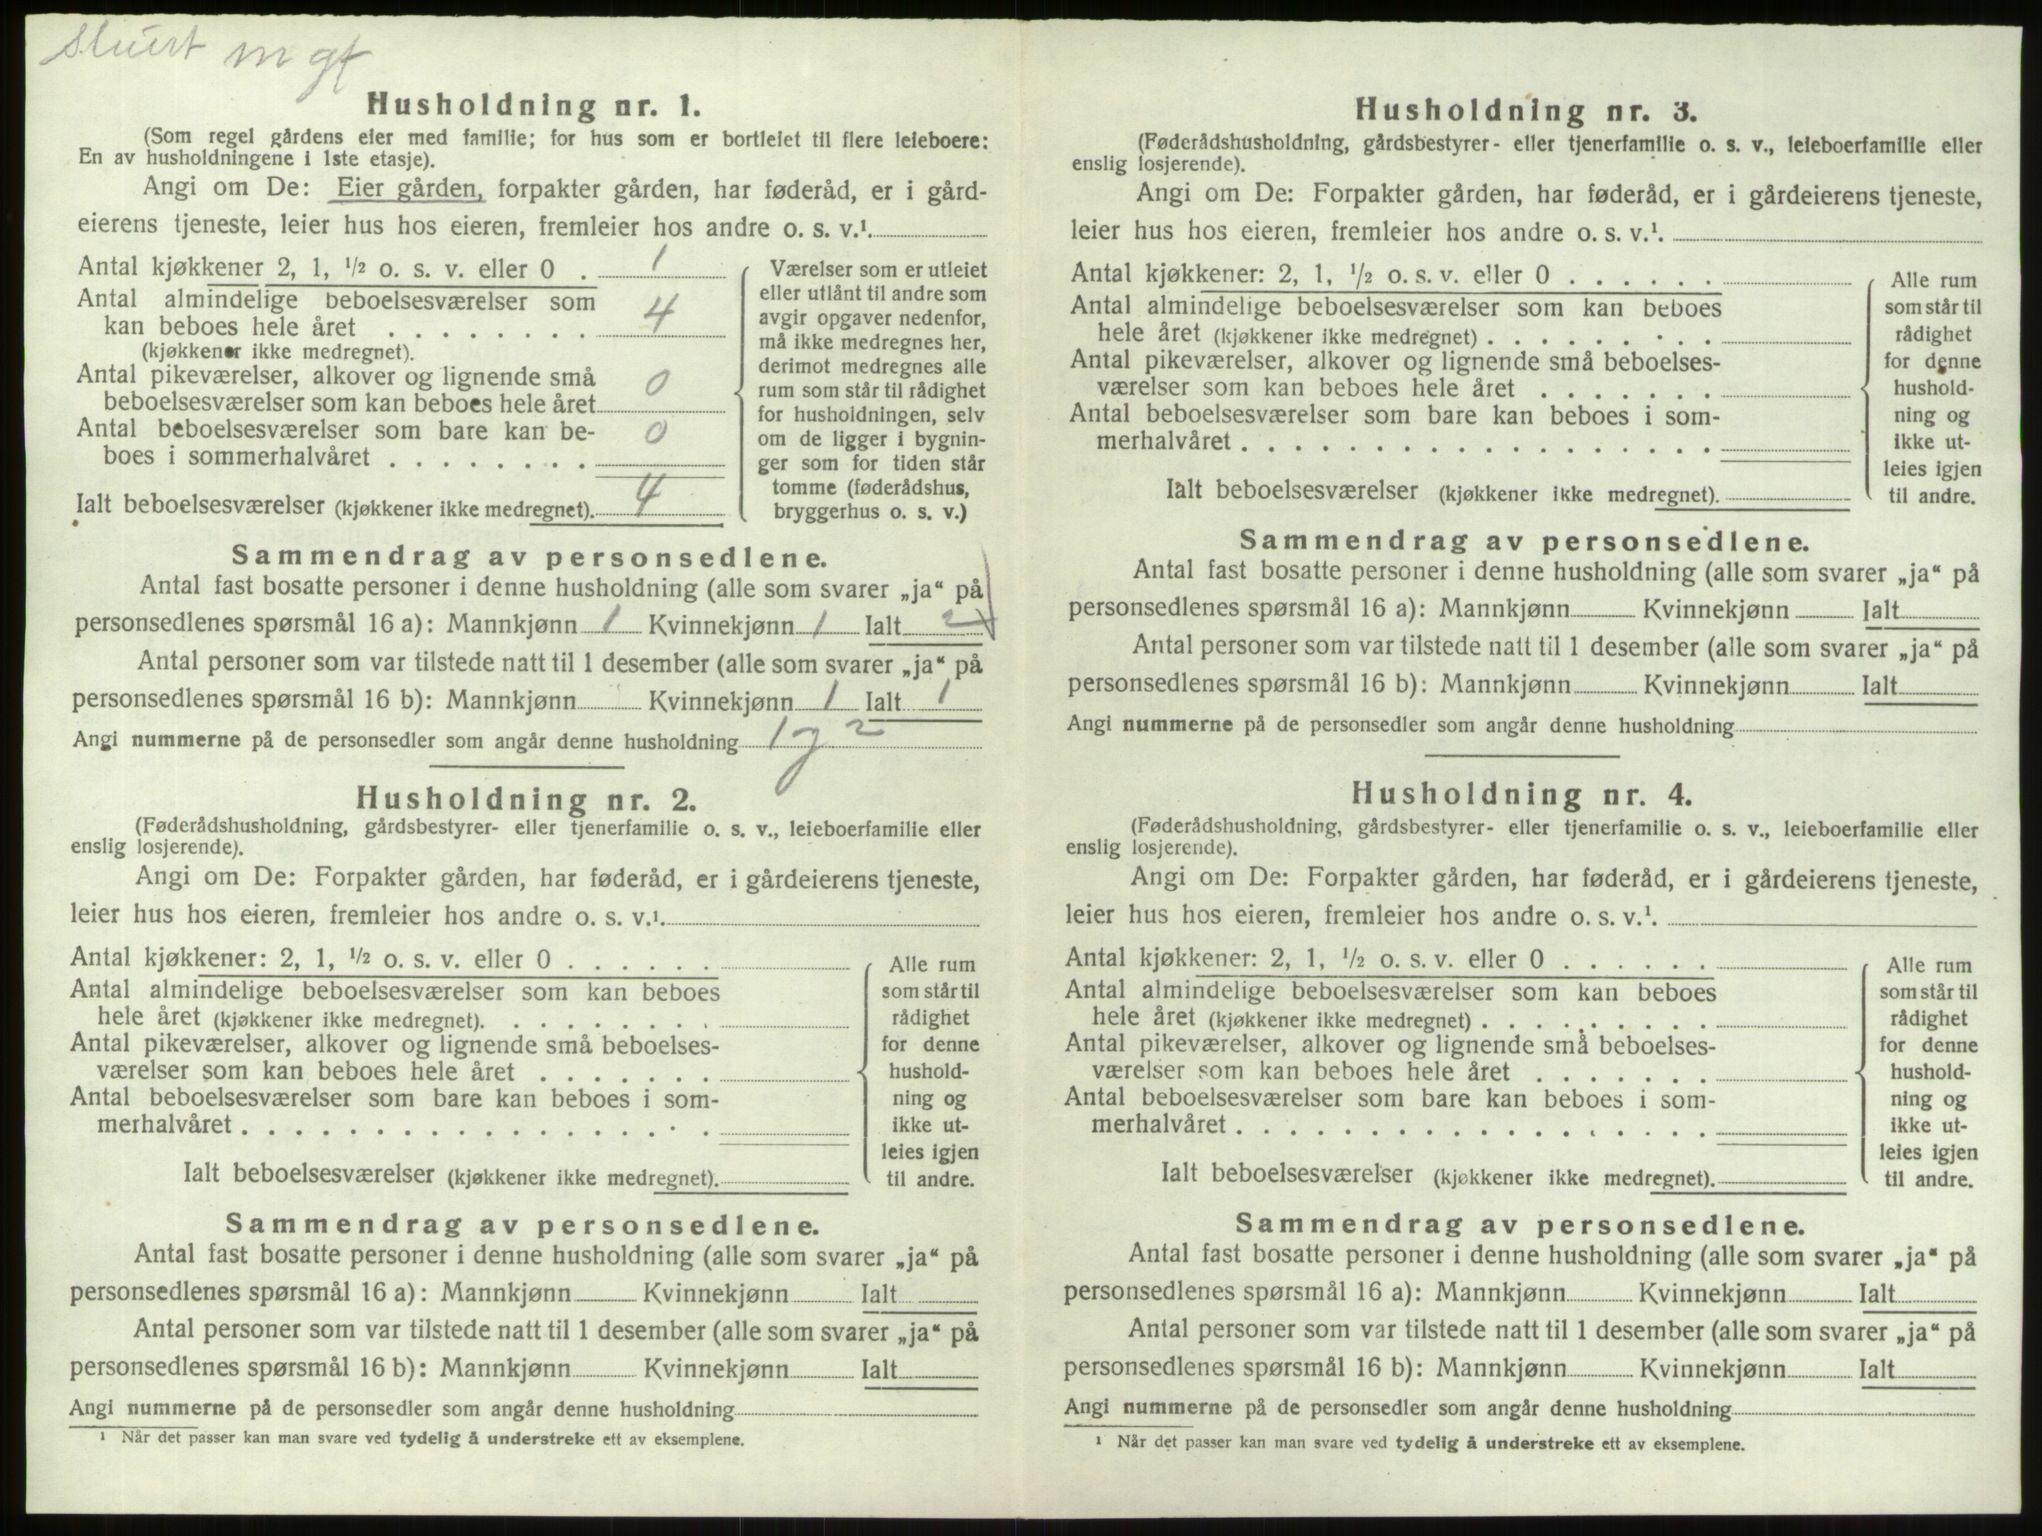 m gf
Husholdning nr. 1.
(Som regel gårdens eier med familie; for hus som er bortleiet til flere leieboere:
En av husholdningene i 1ste etasje).
Angi om De: Eier gården, forpakter gården, har føderåd, er i gård-
eierens tjeneste, leier hus hos eieren, fremleier hos andre o. s. v.¹
Antal kjøkkener 2, 1, ½ o. s. v. eller 0 . 1
Antal almindelige beboelsesværelser som
kan beboes hele året . . . . . . . . 4
(kjøkkener ikke medregnet).
Antal pikeværelser, alkover og lignende små
beboelsesværelser som kan beboes hele året 0
Antal beboelsesværelser som bare kan be-
boes i sommerhalvåret . . . . . . . . 0
Ialt beboelsesværelser (kjøkkener ikke medregnet). 4
Værelser som er utleiet
eller utlånt til andre som
avgir opgaver nedenfor,
må ikke medregnes her,
derimot medregnes alle
rum som står til rådighet
for husholdningen, selv
om de ligger i bygnin-
ger som for tiden står
tomme (føderådshus,
bryggerhus o. s. v.)
Sammendrag av personsedlene.
Antal fast bosatte personer i denne husholdning (alle som svarer „ja“ på
personsedlenes spørsmål 16 a): Mannkjønn 1 Kvinnekjønn 1 Ialt 2
Antal personer som var tilstede natt til 1 desember (alle som svarer „ja“ på
personsedlenes spørsmål 16 b): Mannkjønn Kvinnekjønn 1 Ialt 1
Angi nummerne på de personsedler som angår denne husholdning 1 og 2
Husholdning nr. 2.
(Føderådshusholdning, gårdsbestyrer- eller tjenerfamilie o. s. v., leieboerfamilie eller
enslig losjerende).
Angi om De: Forpakter gården, har føderåd, er i gårdeierens tjeneste,
leier hus hos eieren, fremleier hos andre o. s. v.¹
Antal kjøkkener: 2, 1, ½ o. s. v. eller 0 . . . . . .
Antal almindelige beboelsesværelser som kan beboes
hele året (kjøkkener ikke medregnet). . . . . . . . .
Antal pikeværelser, alkover og lignende små beboelses-
værelser som kan beboes hele året . . . . . . .
Antal beboelsesværelser som bare kan beboes i som-
merhalvåret . . . . . . . . . . . . . . . . . .
Ialt beboelsesværelser (kjøkkener ikke medregnet).
Alle rum
som står til
rådighet
for denne
hushold-
ning og
ikke ut-
leies igjen
til andre.
Sammendrag av personsedlene.
Antal fast bosatte personer i denne husholdning (alle som svarer „ja“ på
personsedlenes spørsmål 16 a): Mannkjønn Kvinnekjønn Ialt
Antal personer som var tilstede natt til 1 desember (alle som svarer „ja“ på
personsedlenes spørsmål 16 b): Mannkjønn Kvinnekjønn Ialt
Angi nummerne på de personsedler som angår denne husholdning
¹ Når det passer kan man svare ved tydelig å understreke ett av eksemplene.
Husholdning nr. 3.
(Føderådshusholdning, gårdsbestyrer- eller tjenerfamilie o. s. v., leieboerfamilie eller
enslig losjerende).
Angi om De: Forpakter gården, har føderåd, er i gårdeierens tjeneste,
leier hus hos eieren, fremleier hos andre o. s. v.¹.
Antal kjøkkener: 2, 1, ½ o. s. v. eller 0 . . . . . .
Antal almindelige beboelsesværelser som kan beboes
hele året (kjøkkener ikke medregnet) . . . . . . . . .
Antal pikeværelser, alkover og lignende små beboelses-
værelser som kan beboes hele året . . . . . . .
Antal beboelsesværelser som bare kan beboes i som-
merhalvåret . . . . . . . . . . . . . . . . . .
Ialt beboelsesværelser (kjøkkener ikke medregnet).
Alle rum
som står til
rådighet
for denne
hushold-
ning og
ikke ut-
leies igjen
til andre.
Sammendrag av personsedlene.
Antal fast bosatte personer i denne husholdning (alle som svarer „ja“ på
personsedlenes spørsmål 16 a): Mannkjønn Kvinnekjønn Ialt
Antal personer som var tilstede natt til 1 desember (alle som svarer „ja“ på
personsedlenes spørsmål 16 b): Mannkjønn Kvinnekjønn Ialt
Angi nummerne på de personsedler som angår denne husholdning
Husholdning nr. 4.
(Føderådshusholdning, gårdsbestyrer- eller tjenerfamilie o. s. v., leieboerfamilie eller
enslig losjerende).
Angi om De: Forpakter gården, har føderåd, er i gårdeierens tjeneste,
leier hus hos eieren, fremleier hos andre o. s. v.¹.
Antal kjøkkener: 2, 1, ½ o. s. v. eller 0 . . . . . .
Antal almindelige beboelsesværelser som kan beboes
hele året (kjøkkener ikke medregnet) . . . . . . . . .
Antal pikeværelser, alkover og lignende små beboelses-
værelser som kan beboes hele året . . . . . . .
Antal beboelsesværelser som bare kan beboes i som-
merhalvåret . . . . . . . . . . . . . . . . . .
Ialt beboelsesværelser (kjøkkener ikke medregnet).
Alle rum
som står til
rådighet
for denne
hushold-
ning og
ikke ut-
leies igjen
til andre.
Sammendrag av personsedlene.
Antal fast bosatte personer i denne husholdning (alle som svarer „ja“ på
personsedlenes spørsmål 16 a): Mannkjønn Kvinnekjønn Ialt
Antal personer som var tilstede natt til 1 desember (alle som svarer „ja“ på
personsedlenes spørsmål 16 b): Mannkjønn Kvinnekjønn Ialt
Angi nummerne på de personsedler som angår denne husholdning
¹ Når det passer kan man svare ved tydelig å understreke ett av eksemplene.